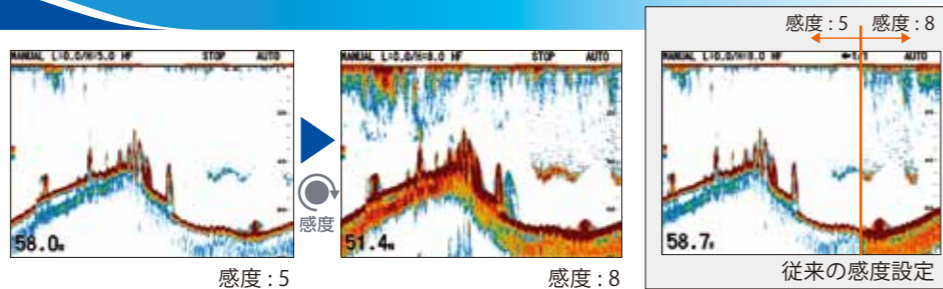 感度 : 5 感度 : 8
MANUAL L=0.0/H=5.0 HF STOP AUTO
58.0m
感度 : 5
感度
MANUAL L=0.0/H=8.0 HF STOP AUTO
51.4m
感度 : 8
MANUAL L=0.0/H=8.0 HF ←1/1 AUTO
58.7
従来の感度設定